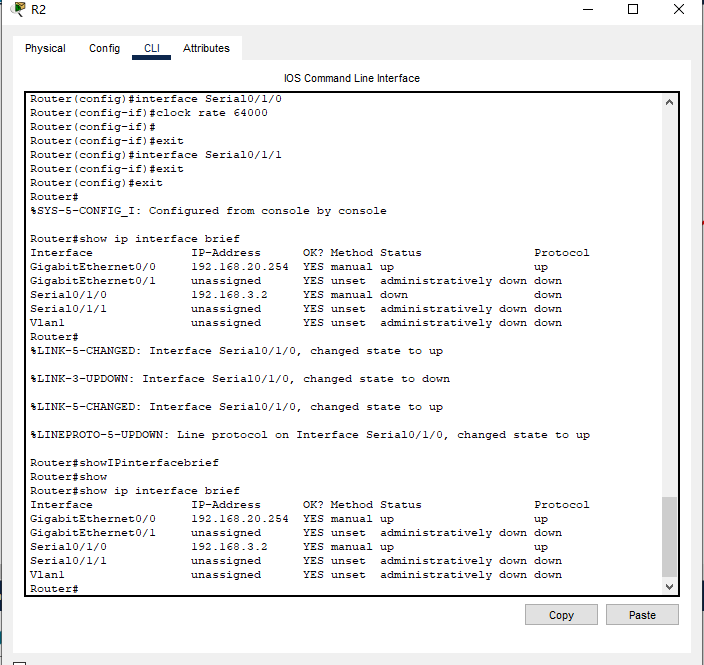 R2
Physical Config CLI Attributes
IOS Command Line Interface
Router(config)#interface Serial0/1/0
Router(config-if)#clock rate 64000
Router(config-if)#
Router(config-if)#exit
Router(config)#interface Serial0/1/1
Router(config-if)#exit
Router(config)#exit
Router#
%SYS-5-CONFIG_I: Configured from console by console
Router#show ip interface brief
Interface IP-Address OK? Method Status Protocol
GigabitEthernet0/0 192.168.20.254 YES manual up up
GigabitEthernet0/1 unassigned YES unset administratively down down
Serial0/1/0 192.168.3.2 YES manual down down
Serial0/1/1 unassigned YES unset administratively down down
Vlan1 unassigned YES unset administratively down down
Router#
%LINK-5-CHANGED: Interface Serial0/1/0, changed state to up
%LINK-3-UPDOWN: Interface Serial0/1/0, changed state to down
%LINK-5-CHANGED: Interface Serial0/1/0, changed state to up
%LINEPROTO-5-UPDOWN: Line protocol on Interface Serial0/1/0, changed state to up
Router#showIPinterfacebrief
Router#show
Router#show ip interface brief
Interface IP-Address OK? Method Status Protocol
GigabitEthernet0/0 192.168.20.254 YES manual up up
GigabitEthernet0/1 unassigned YES unset administratively down down
Serial0/1/0 192.168.3.2 YES manual up up
Serial0/1/1 unassigned YES unset administratively down down
Vlan1 unassigned YES unset administratively down down
Router#
Copy Paste